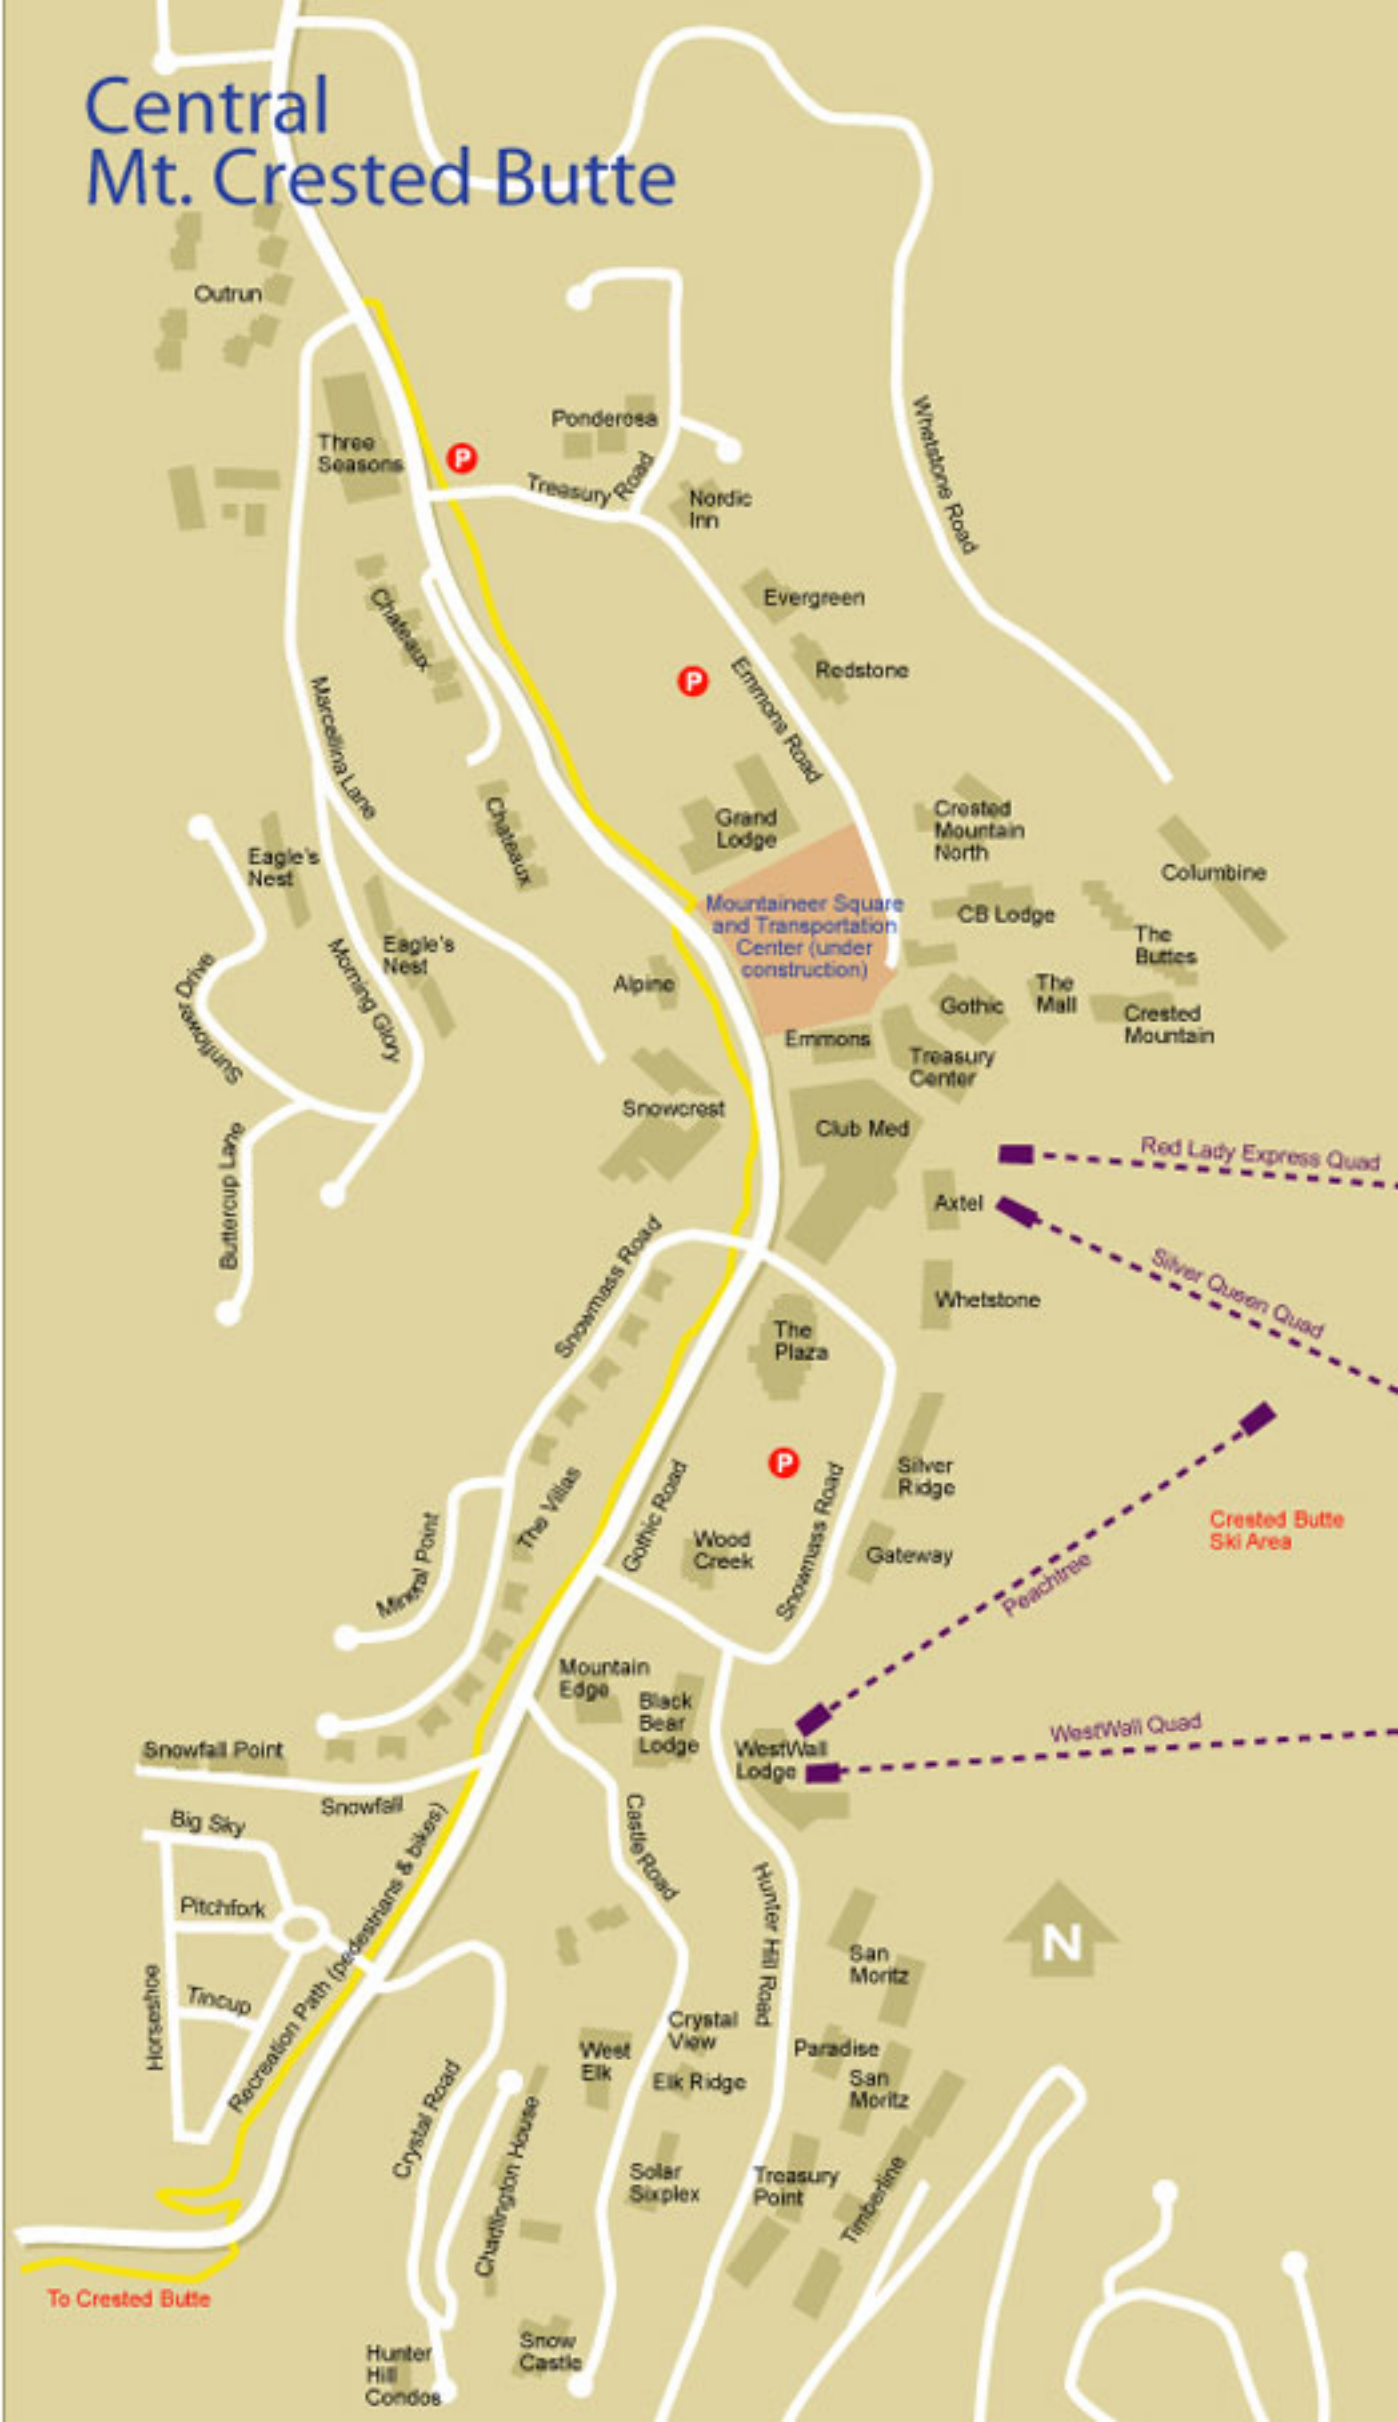 Central
Mt. Crested Butte
Outrun
Ponderosa
Three
Seasons
P
Treasury Road
Nordic
Inn
Whetstone Road
Evergreen
Chateaux
Redstone
P
Emmons Road
Marcellina Lane
Chateaux
Grand
Lodge
Crested
Mountain
North
Eagle's
Nest
Columbine
Mountaineer Square
and Transportation
Center (under
construction)
CB Lodge
The
Buttes
Eagle's
Nest
Morning Glory
Sunflower Drive
Alpine
Gothic
The
Mall
Crested
Mountain
Emmons
Treasury
Center
Snowcrest
Club Med
Buttercup Lane
Red Lady Express Quad
Axtel
Snowmass Road
Silver Queen Quad
Whetstone
The
Plaza
P
Silver
Ridge
Gothic Road
The Villas
Snowmass Road
Mineral Point
Wood
Creek
Gateway
Crested Butte
Ski Area
Peachtree
Mountain
Edge
Black
Bear
Lodge
WestWall Quad
WestWall
Lodge
Snowfall Point
Snowfall
Big Sky
Castle Road
Recreation Path (pedestrians & bikes)
Hunter Hill Road
Pitchfork
N
San
Moritz
Horseshoe
Tincup
Crystal
View
West
Elk
Paradise
Elk Ridge
San
Moritz
Crystal Road
Chadlington House
Solar
Sixplex
Treasury
Point
Timberline
To Crested Butte
Snow
Castle
Hunter
Hill
Condos